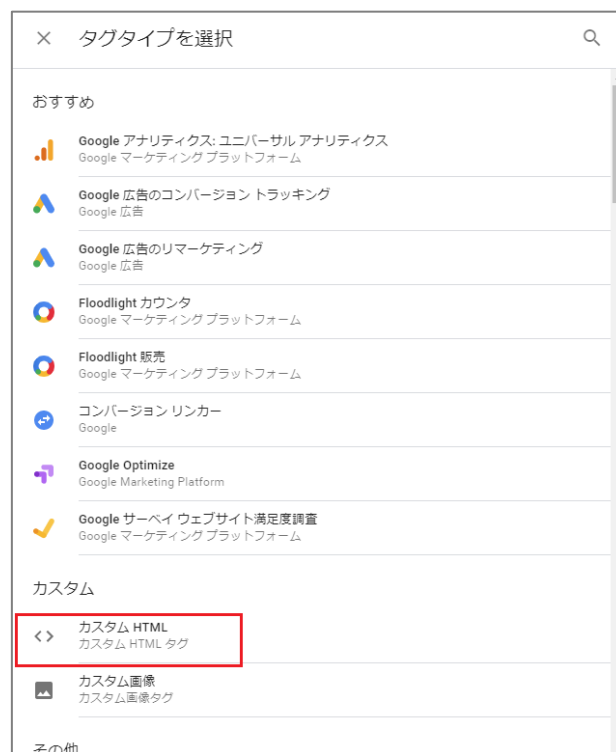 タグタイプを選択
おすすめ
Google アナリティクス: ユニバーサル アナリティクス
Google マーケティング プラットフォーム
Google 広告のコンバージョン トラッキング
Google 広告
Google 広告のリマーケティング
Google 広告
Floodlight カウンタ
Google マーケティング プラットフォーム
Floodlight 販売
Google マーケティング プラットフォーム
コンバージョン リンカー
Google
Google Optimize
Google Marketing Platform
Google サーベイ ウェブサイト満足度調査
Google マーケティング プラットフォーム
カスタム
カスタム HTML
カスタム HTML タグ
カスタム画像
カスタム画像タグ
その他